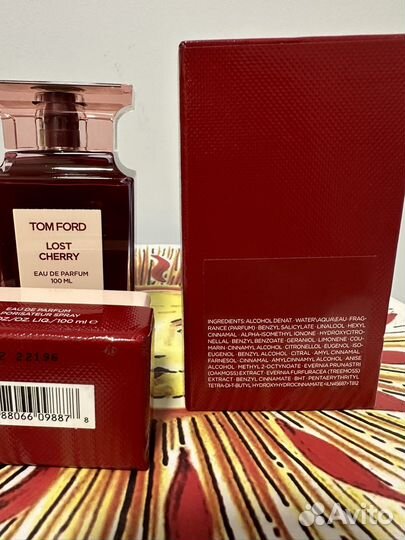 TOM FORD
LOST
CHERRY
EAU DE PARFUM
100 ML
EAU DE PARFUM
PORISATEUR SPRAY
OZ/OZ. LIQ./100 ml e
22196
88066 09887 8
INGREDIENTS: ALCOHOL DENAT. • WATER\AQUA\EAU • FRAG-
RANCE (PARFUM) • BENZYL SALICYLATE • LINALOOL • HEXYL
CINNAMAL • ALPHA-ISOMETHYL IONONE • HYDROXYCITRO-
NELLAL • BENZYL BENZOATE • GERANIOL • LIMONENE • COU-
MARIN • CINNAMYL ALCOHOL • CITRONELLOL • EUGENOL • ISO-
EUGENOL • BENZYL ALCOHOL • CITRAL • AMYL CINNAMAL
FARNESOL • CINNAMAL • AMYLCINNAMYL ALCOHOL • ANISE
ALCOHOL • METHYL 2-OCTYNOATE • EVERNIA PRUNASTRI
(OAKMOSS) EXTRACT • EVERNIA FURFURACEA (TREEMOSS)
EXTRACT • BENZYL CINNAMATE • BHT • PENTAERYTHRITYL
TETRA-DI-T-BUTYL HYDROXYHYDROCINNAMATE <ILN45687>
Avito